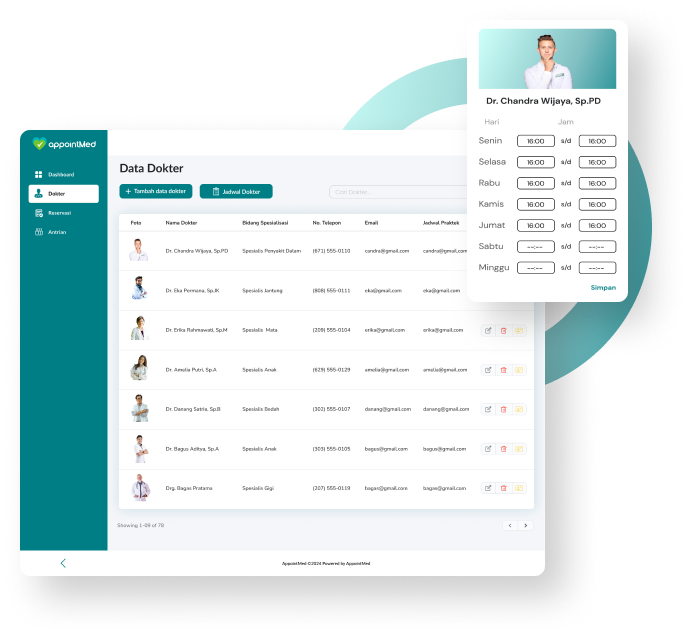 appointMed
Dashboard
Dokter
Reservasi
Antrian
Data Dokter
+ Tambah data dokter
Jadwal Dokter
Cari Dokter...
Foto Nama Dokter Bidang Spesialisasi No. Telapon Email Jadwal Praktek
Dr. Chandra Wijaya, Sp.PD Spesialis Penyakit Dalam (671) 555-0110 candra@gmail.com candra@gmail.com
Dr. Eka Permana, Sp.JK Spesialis Jantung (808) 555-0111 eka@gmail.com eka@gmail.com
Dr. Erika Rahmawati, Sp.M Spesialis Mata (209) 555-0104 erika@gmail.com erika@gmail.com
Dr. Amelia Putri, Sp.A Spesialis Anak (629) 555-0129 amelia@gmail.com amelia@gmail.com
Dr. Danang Satria, Sp.B Spesialis Bedah (302) 555-0107 danang@gmail.com danang@gmail.com
Dr. Bagus Aditya, Sp.A Spesialis Anak (303) 555-0105 bagus@gmail.com bagus@gmail.com
Drg. Bagas Pratama Spesialis Gigi (207) 555-0119 bagas@gmail.com bagas@gmail.com
Showing 1-09 of 78
AppointMed ©2024 Powered by AppointMed
Dr. Chandra Wijaya, Sp.PD
Hari Jam
Senin 16:00 s/d 16:00
Selasa 16:00 s/d 16:00
Rabu 16:00 s/d 16:00
Kamis 16:00 s/d 16:00
Jumat 16:00 s/d 16:00
Sabtu --:-- s/d --:--
Minggu --:-- s/d --:--
Simpan